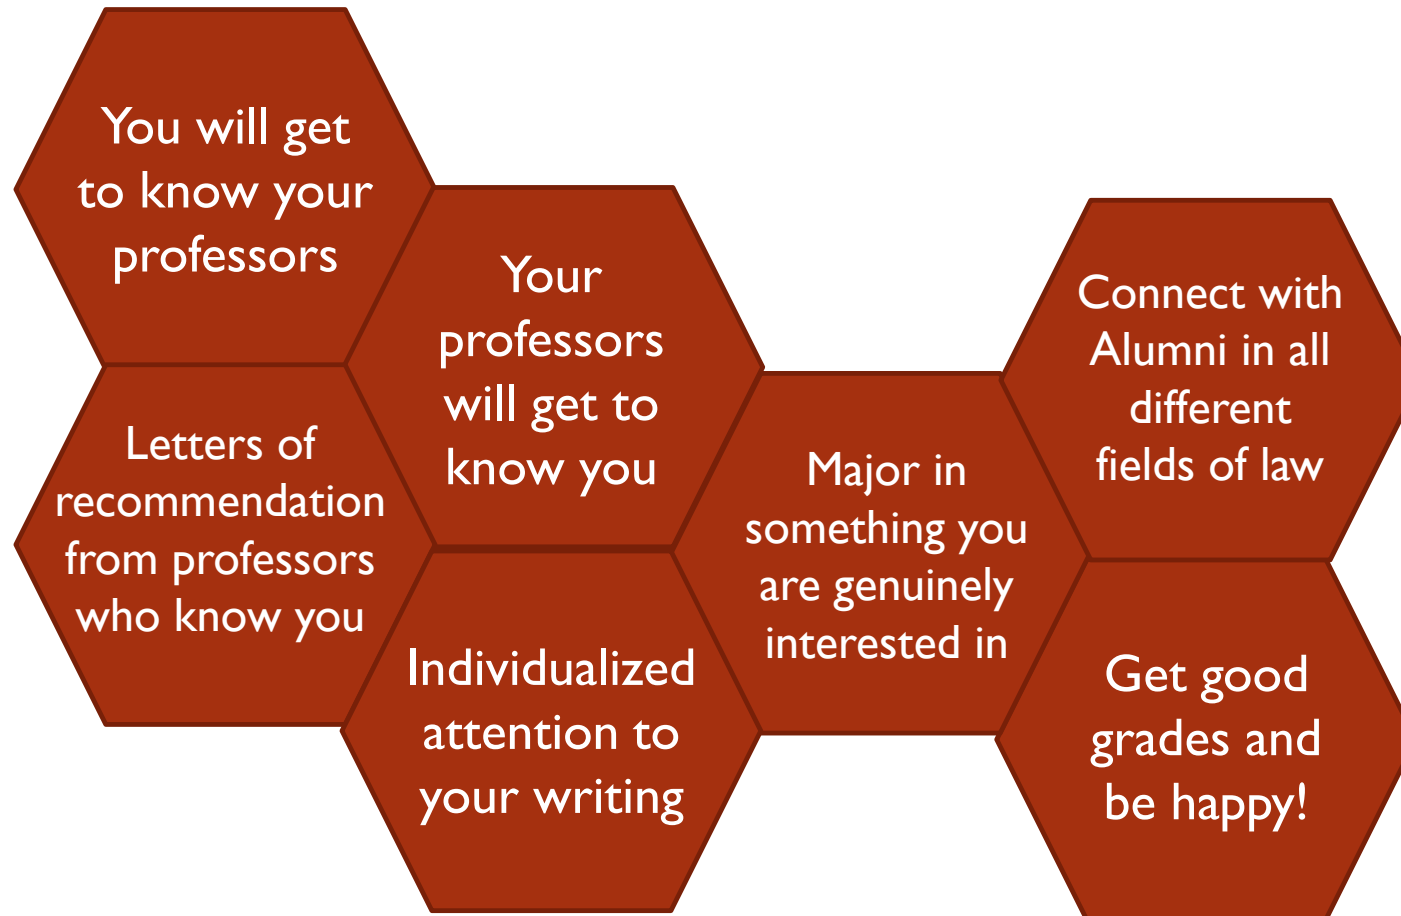 You will get
to know your
professors
Letters of
recommendation
from professors
who know you
Your
professors
will get to
know you
Individualized
attention to
your writing
Major in
something you
are genuinely
interested in
Connect with
Alumni in all
different
fields of law
Get good
grades and
be happy!